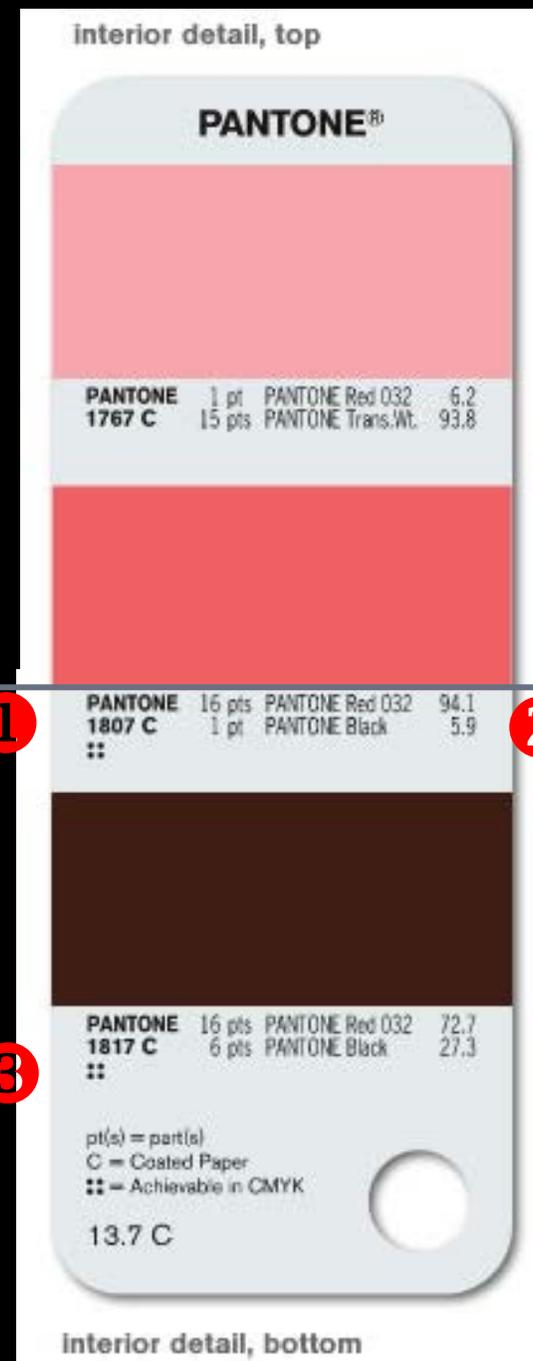 interior detail, top
PANTONE®
PANTONE 1 pt PANTONE Red 032 6.2
1767 C 15 pts PANTONE Trans.Wt. 93.8
PANTONE 16 pts PANTONE Red 032 94.1
1807 C 1 pt PANTONE Black 5.9
1
2
PANTONE 16 pts PANTONE Red 032 72.7
1817 C 6 pts PANTONE Black 27.3
3
pt(s) = part(s)
C = Coated Paper
= Achievable in CMYK
13.7 C
interior detail, bottom